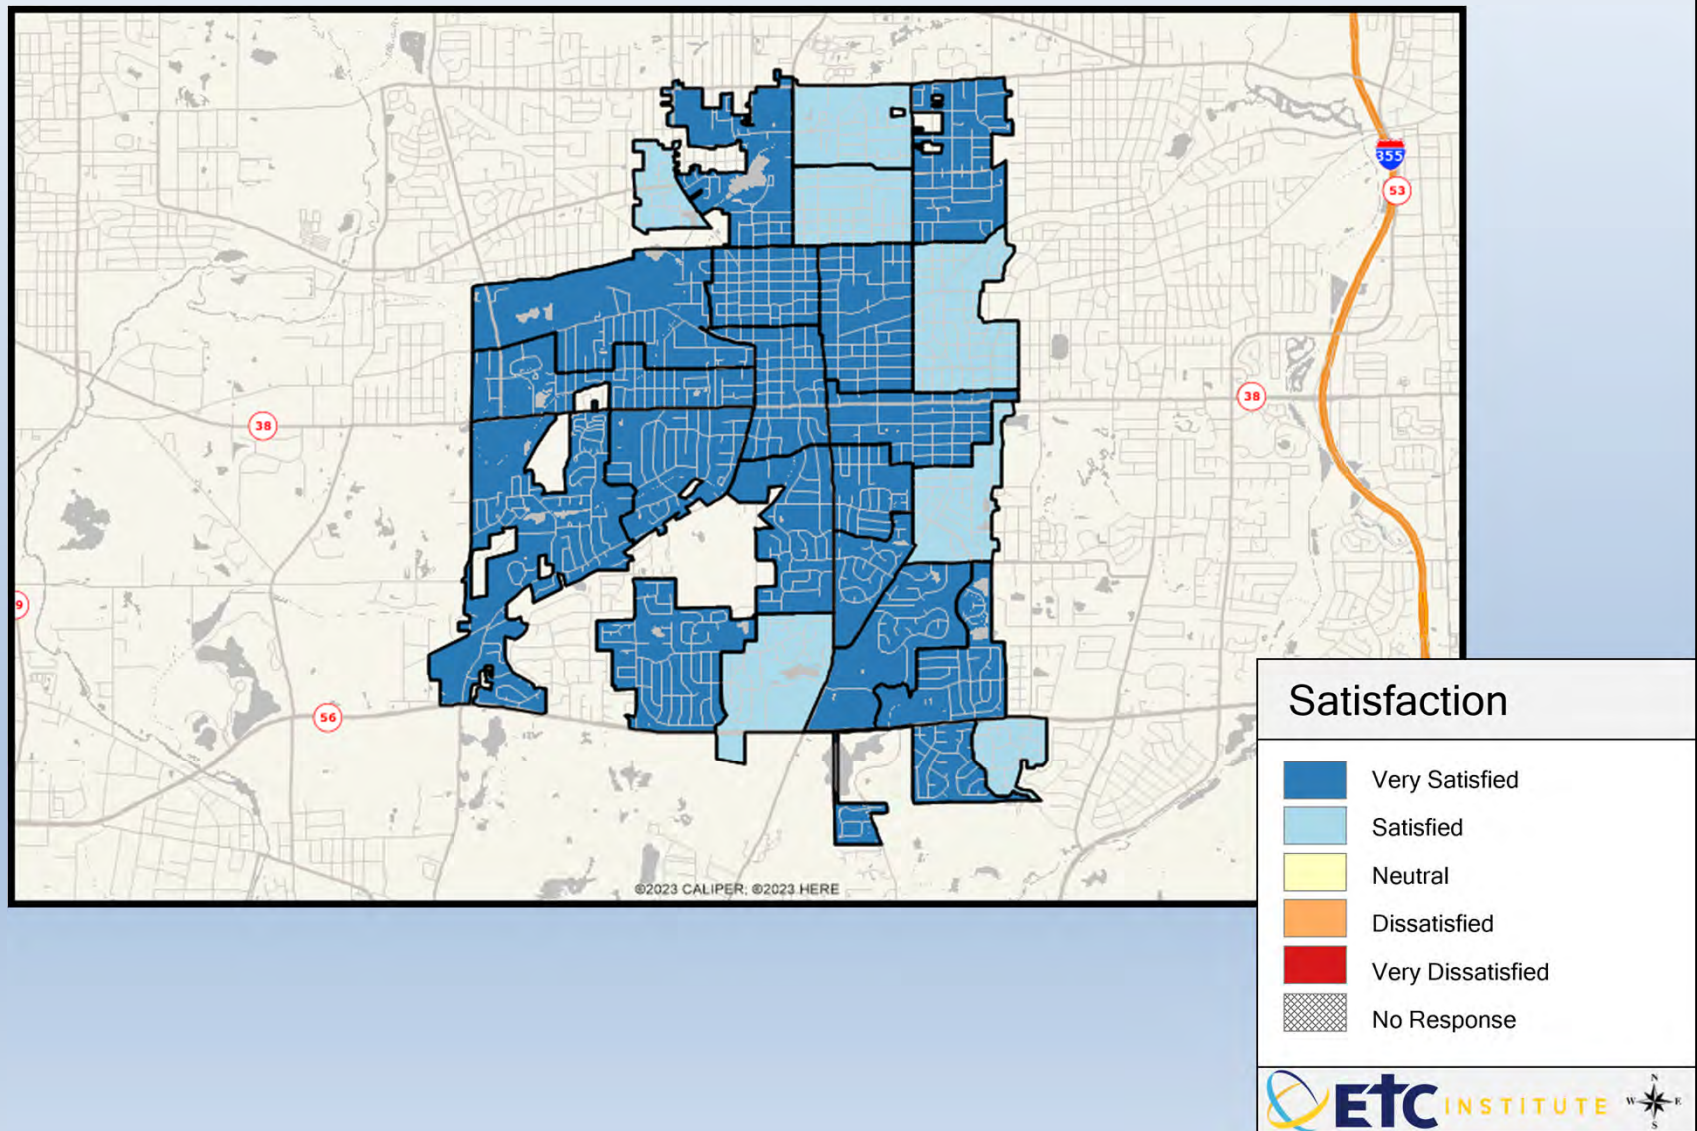 355
53
38
38
9
56
©2023 CALIPER; ©2023 HERE
Satisfaction
Very Satisfied
Satisfied
Neutral
Dissatisfied
Very Dissatisfied
No Response
ETC INSTITUTE
N
W E
S